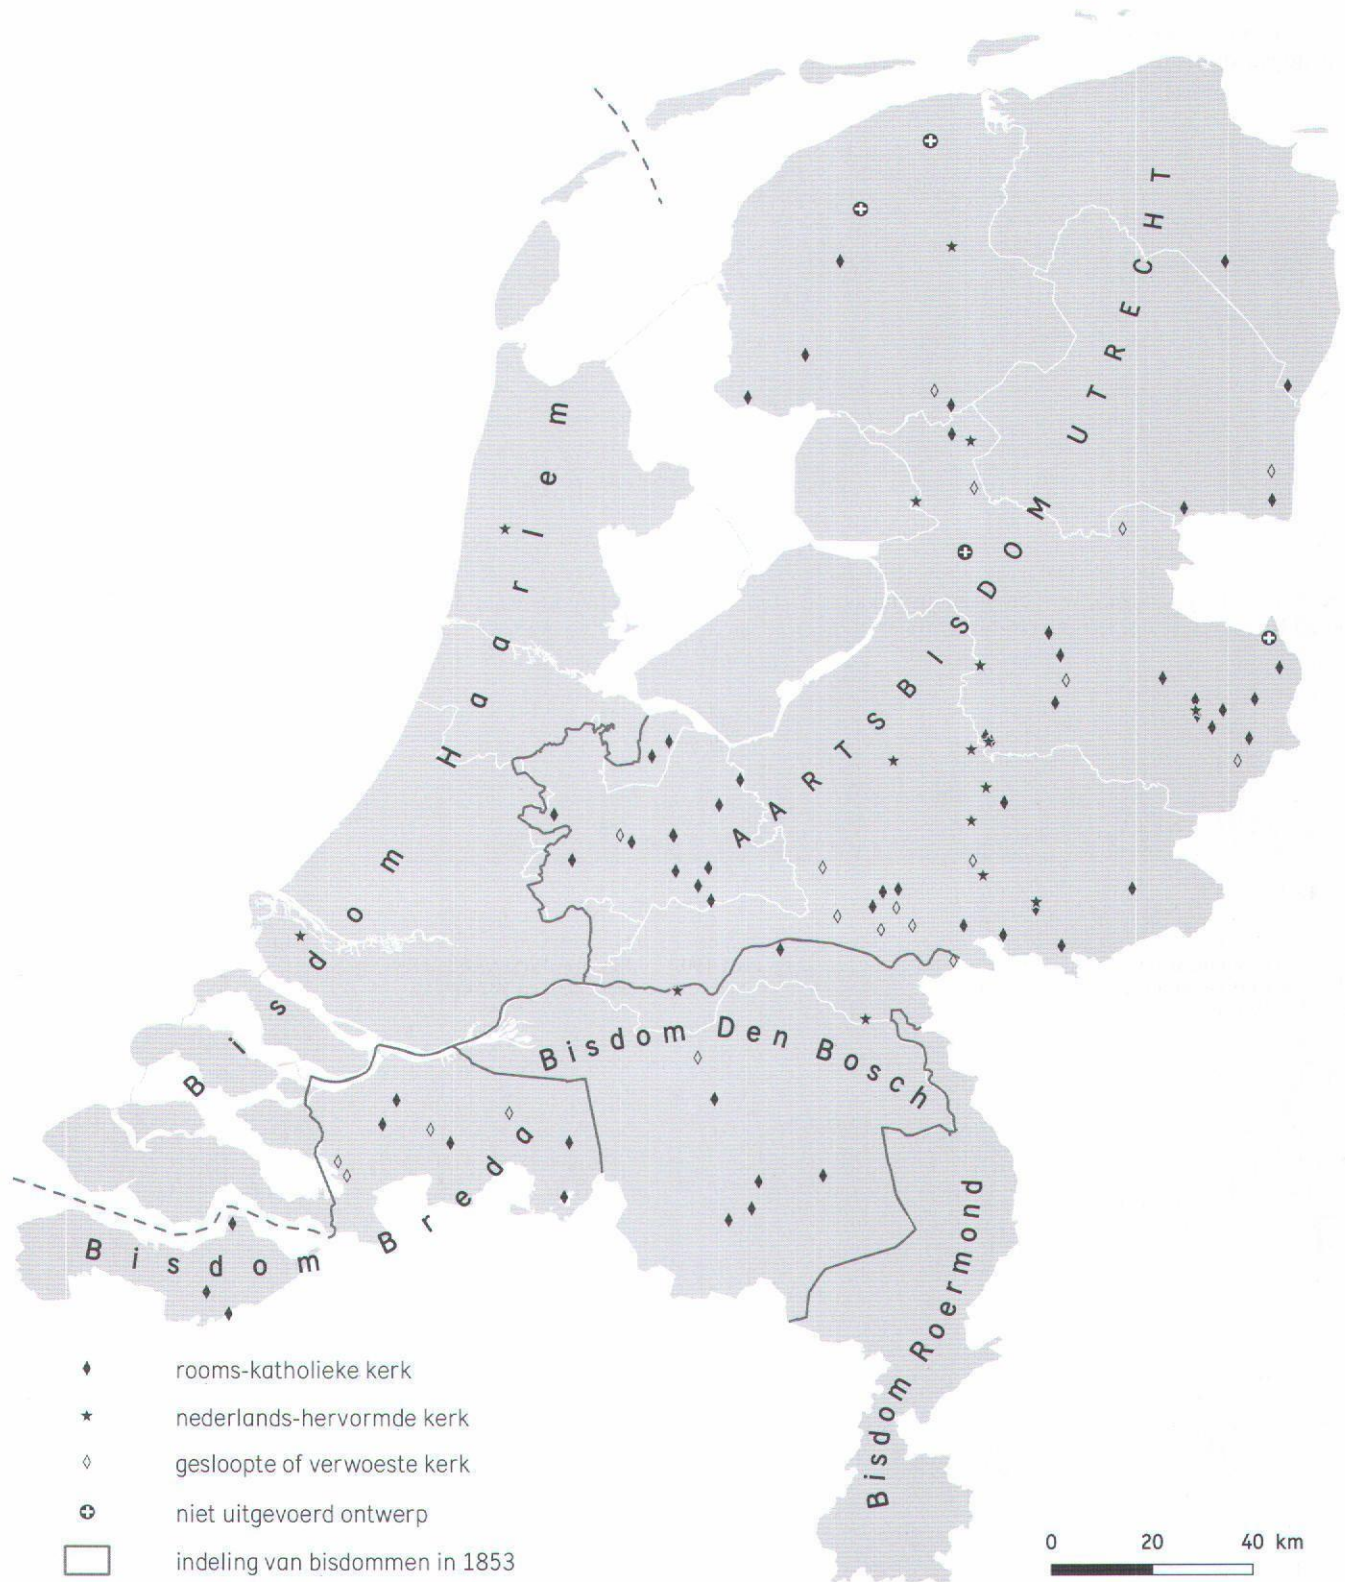 AARTSBISDOM UTRECHT
Bisdom Haarlem
Bisdom Den Bosch
Bisdom Breda
Bisdom Roermond
rooms-katholieke kerk
nederlands-hervormde kerk
gesloopte of verwoeste kerk
niet uitgevoerd ontwerp
indeling van bisdommen in 1853
0 20 40 km